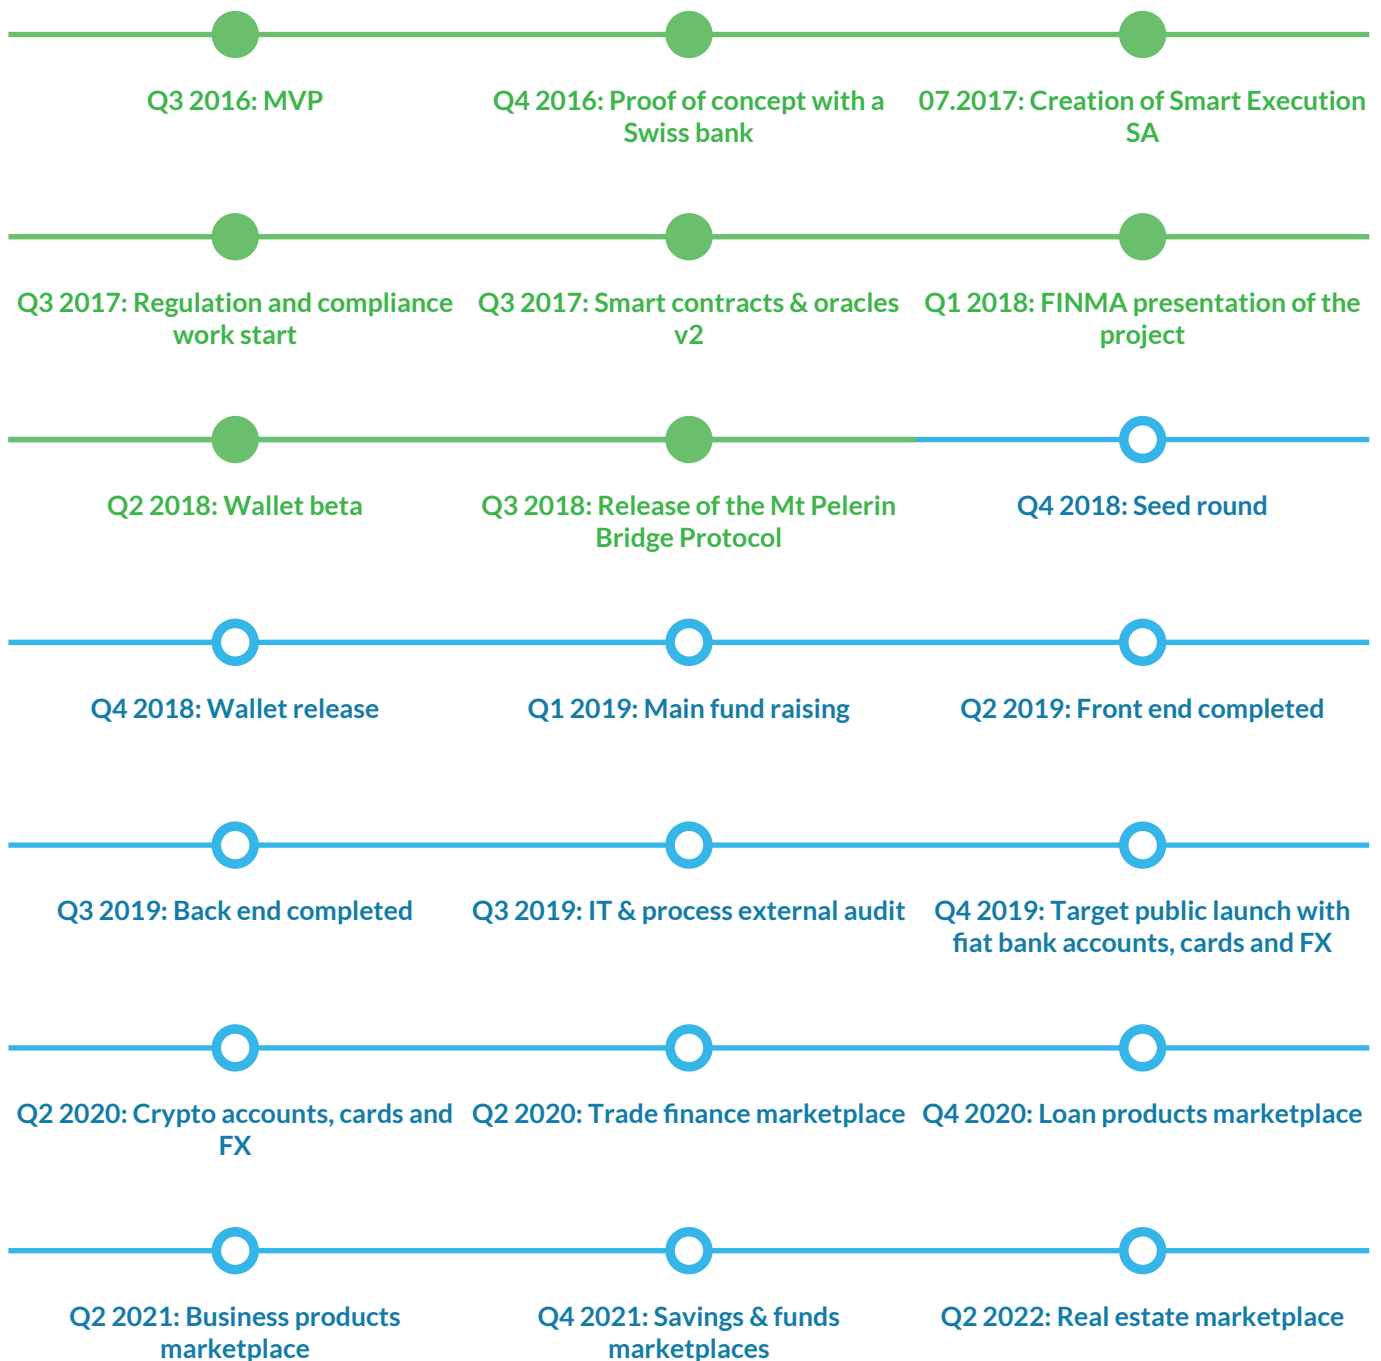 Q3 2016: MVP
Q4 2016: Proof of concept with a
Swiss bank
07.2017: Creation of Smart Execution
SA
Q3 2017: Regulation and compliance
work start
Q3 2017: Smart contracts & oracles
v2
Q1 2018: FINMA presentation of the
project
Q2 2018: Wallet beta
Q3 2018: Release of the Mt Pelerin
Bridge Protocol
Q4 2018: Seed round
Q4 2018: Wallet release
Q1 2019: Main fund raising
Q2 2019: Front end completed
Q3 2019: Back end completed
Q3 2019: IT & process external audit
Q4 2019: Target public launch with
fiat bank accounts, cards and FX
Q2 2020: Crypto accounts, cards and
FX
Q2 2020: Trade finance marketplace
Q4 2020: Loan products marketplace
Q2 2021: Business products
marketplace
Q4 2021: Savings & funds
marketplaces
Q2 2022: Real estate marketplace